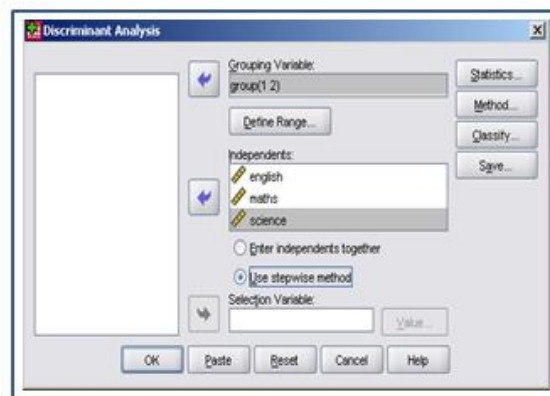 Discriminant Analysis
Grouping Variable:
group(1 2)
Define Range...
Independents:
english
maths
science
Enter independents together
Use stepwise method
Selection Variable:
Value...
Statistics...
Method...
Classify...
Save...
OK
Paste
Reset
Cancel
Help